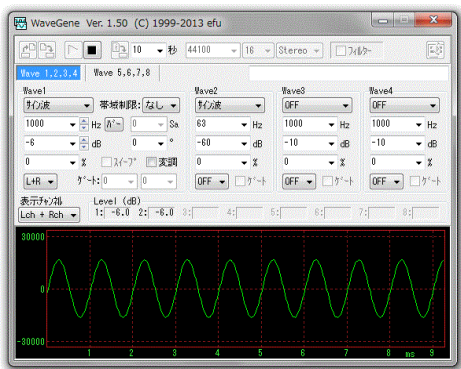 WaveGene Ver. 1.50 (C) 1999-2013 efu
10 秒 44100 16 Stereo フィルター
Wave 1,2,3,4 Wave 5,6,7,8
Wave1 Wave2 Wave3 Wave4
サイン波 帯域制限: なし サイン波 OFF OFF
1000 Hz バー 0 Sa 63 Hz 1000 Hz 1000 Hz
-6 dB 0 ° -60 dB -10 dB -10 dB
0 % スイープ 変調 0 % 0 % 0 %
L+R ゲート: 0 - 0 OFF ゲート OFF ゲート OFF ゲート
表示チャンネル Level (dB)
Lch + Rch 1: -6.0 2: -6.0 3: 4: 5: 6: 7: 8:
30000
0
-30000
1 2 3 4 5 6 7 8 ms 9